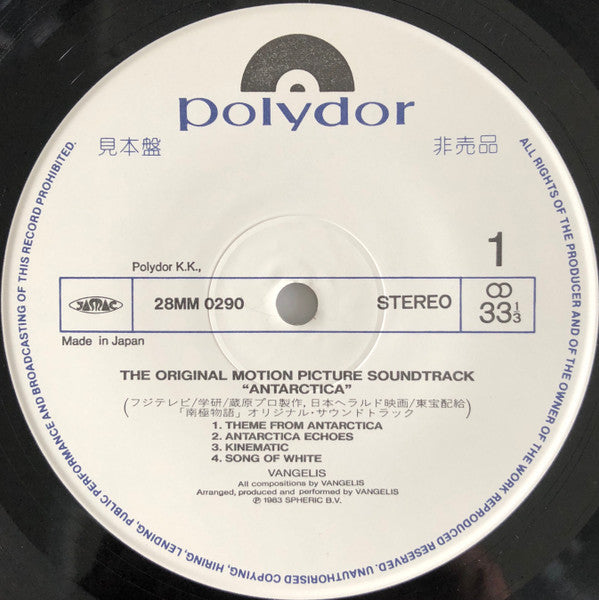 polydor
見本盤
非売品
1
Polydor K.K.,
JASRAC
28MM 0290
STEREO
33 1/3
Made in Japan
THE ORIGINAL MOTION PICTURE SOUNDTRACK
“ANTARCTICA”
(フジテレビ/学研/蔵原プロ製作, 日本ヘラルド映画/東宝配給
「南極物語」オリジナル・サウンドトラック)
1. THEME FROM ANTARCTICA
2. ANTARCTICA ECHOES
3. KINEMATIC
4. SONG OF WHITE
VANGELIS
All compositions by VANGELIS
Arranged, produced and performed by VANGELIS
℗ 1983 SPHERIC B.V.
ALL RIGHTS OF THE PRODUCER AND OF THE OWNER OF THE WORK REPRODUCED RESERVED. UNAUTHORISED COPYING, HIRING, LENDING, PUBLIC PERFORMANCE AND BROADCASTING OF THIS RECORD PROHIBITED.